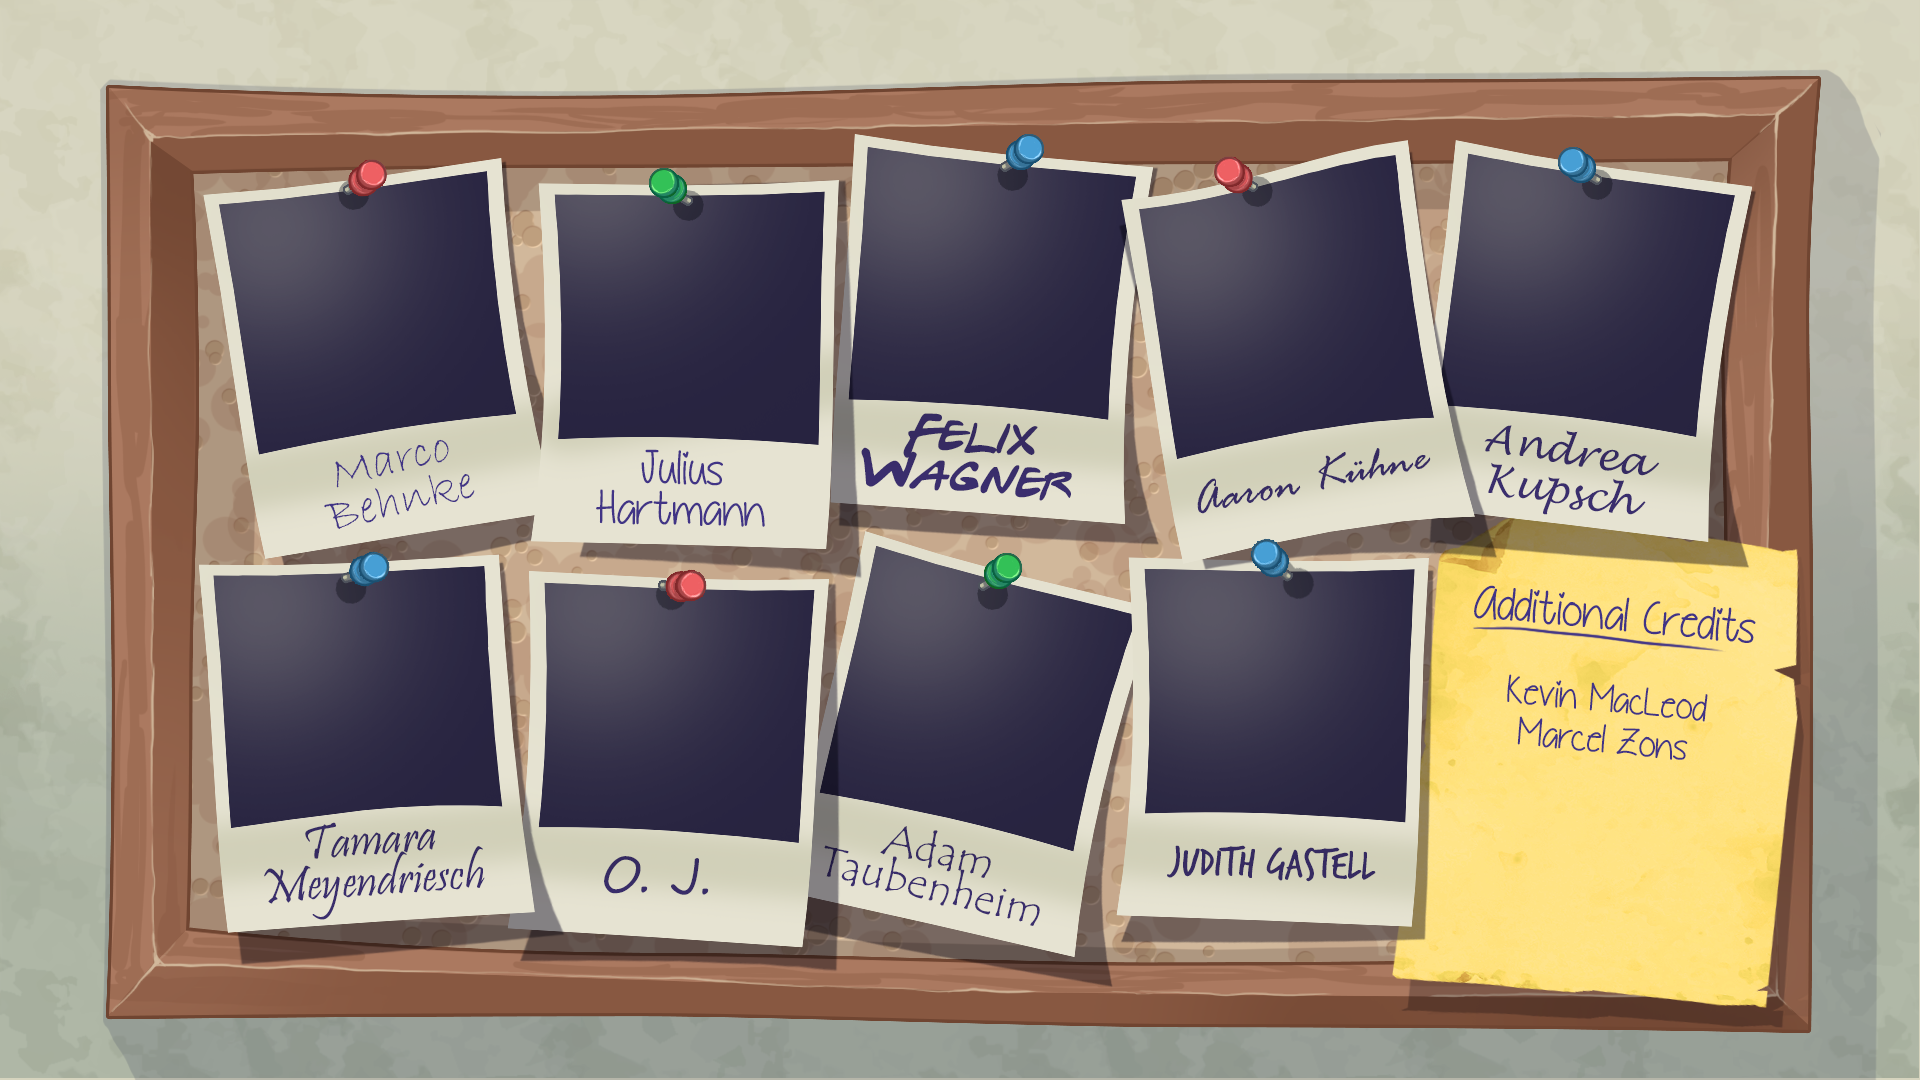 Marco
Behnke
Julius
Hartmann
FELIX
WAGNER
Aaron Kühne
Andrea
Kupsch
Tamara
Meyendriesch
O. J.
Adam
Taubenheim
JUDITH GASTELL
Additional Credits
Kevin MacLeod
Marcel Zons